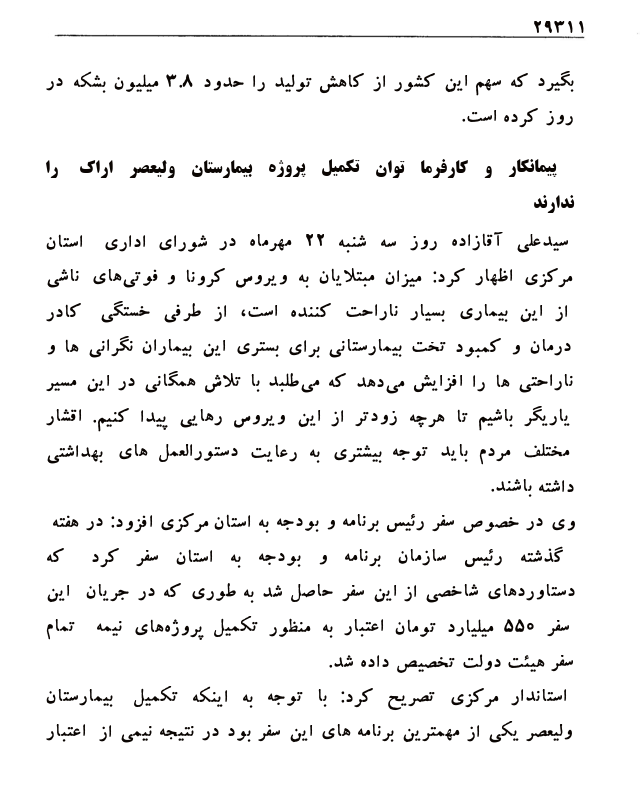 ۲۹۳۱۱
بگیرد که سهم این کشور از کاهش تولید را حدود ۳.۸ میلیون بشکه در
روز کرده است.
پیمانکار و کارفرما توان تکمیل پروژه بیمارستان ولیعصر اراک را
ندارند
سیدعلی آقازاده روز سه شنبه ۲۲ مهرماه در شورای اداری استان
مرکزی اظهار کرد: میزان مبتلایان به ویروس کرونا و فوتی‌های ناشی
از این بیماری بسیار ناراحت کننده است، از طرفی خستگی کادر
درمان و کمبود تخت بیمارستانی برای بستری این بیماران نگرانی ها و
ناراحتی ها را افزایش می‌دهد که می‌طلبد با تلاش همگانی در این مسیر
یاریگر باشیم تا هرچه زودتر از این ویروس رهایی پیدا کنیم. اقشار
مختلف مردم باید توجه بیشتری به رعایت دستورالعمل های بهداشتی
داشته باشند.
وی در خصوص سفر رئیس برنامه و بودجه به استان مرکزی افزود: در هفته
گذشته رئیس سازمان برنامه و بودجه به استان سفر کرد که
دستاوردهای شاخصی از این سفر حاصل شد به طوری که در جریان این
سفر ۵۵۰ میلیارد تومان اعتبار به منظور تکمیل پروژه‌های نیمه تمام
سفر هیئت دولت تخصیص داده شد.
استاندار مرکزی تصریح کرد: با توجه به اینکه تکمیل بیمارستان
ولیعصر یکی از مهمترین برنامه های این سفر بود در نتیجه نیمی از اعتبار